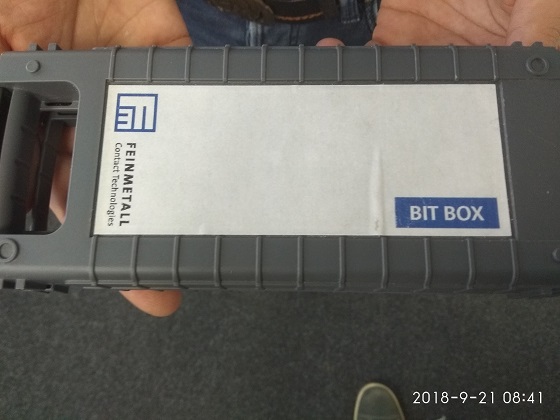 FEINMETALL
Contact Technologies
BIT BOX
2018-9-21 08:41